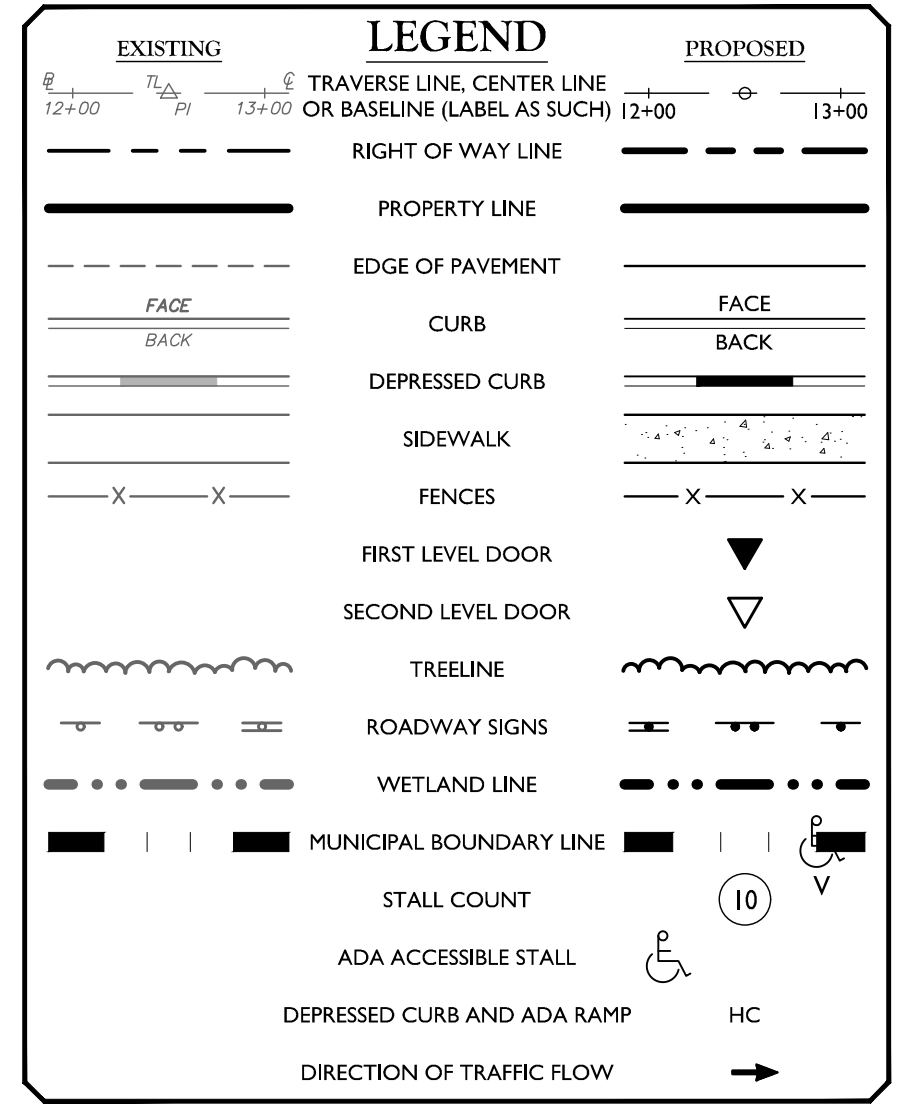 LEGEND
EXISTING
PROPOSED
B̶L TL ℄ TRAVERSE LINE, CENTER LINE
12+00 PI 13+00 OR BASELINE (LABEL AS SUCH) 12+00 13+00
RIGHT OF WAY LINE
PROPERTY LINE
EDGE OF PAVEMENT
FACE FACE
CURB
BACK BACK
DEPRESSED CURB
SIDEWALK
X X FENCES X X
FIRST LEVEL DOOR
SECOND LEVEL DOOR
TREELINE
ROADWAY SIGNS
WETLAND LINE
MUNICIPAL BOUNDARY LINE
V
STALL COUNT 10
ADA ACCESSIBLE STALL
DEPRESSED CURB AND ADA RAMP HC
DIRECTION OF TRAFFIC FLOW